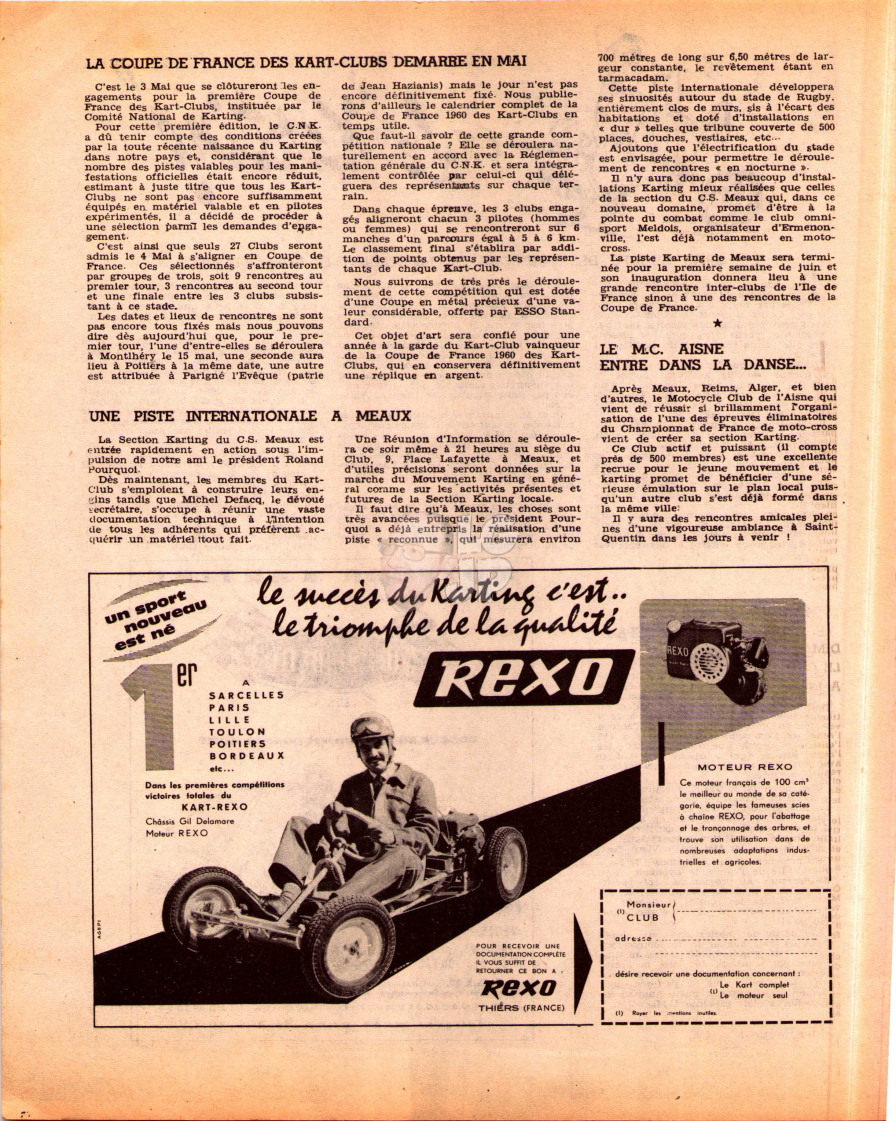 LA COUPE DE FRANCE DES KART-CLUBS DEMARRE EN MAI
C'est le 3 Mai que se clôtureront les en-
gagements pour la première Coupe de
France des Kart-Clubs, instituée par le
Comité National de Karting.
Pour cette première édition, le C.N.K.
a dû tenir compte des conditions créées
par la toute récente naissance du Karting
dans notre pays et, considérant que le
nombre des pistes valables pour les mani-
festations officielles était encore réduit,
estimant à juste titre que tous les Kart-
Clubs ne sont pas encore suffisamment
équipés en matériel valable et en pilotes
expérimentés, il a décidé de procéder à
une sélection parmi les demandes d'enga-
gement.
C'est ainsi que seuls 27 Clubs seront
admis le 4 Mai à s'aligner en Coupe de
France. Ces sélectionnés s'affronteront
par groupes de trois, soit 9 rencontres au
premier tour, 3 rencontres au second tour
et une finale entre les 3 clubs subsis-
tant à ce stade.
Les dates et lieux de rencontres ne sont
pas encore tous fixés mais nous pouvons
dire dès aujourd'hui que, pour le pre-
mier tour, l'une d'entre-elles se déroulera
à Montlhéry le 15 mai, une seconde aura
lieu à Poitiers à la même date, une autre
est attribuée à Parigné l'Evêque (patrie
de Jean Hazianis) mais le jour n'est pas
encore définitivement fixé. Nous publie-
rons d'ailleurs le calendrier complet de la
Coupe de France 1960 des Kart-Clubs en
temps utile.
Que faut-il savoir de cette grande com-
pétition nationale ? Elle se déroulera na-
turellement en accord avec la Réglemen-
tation générale du C.N.K. et sera intégra-
lement contrôlée par celui-ci qui délé-
guera des représentants sur chaque ter-
rain.
Dans chaque épreuve, les 3 clubs enga-
gés aligneront chacun 3 pilotes (hommes
ou femmes) qui se rencontreront sur 6
manches d'un parcours égal à 5 à 6 km.
Le classement final s'établira par addi-
tion de points obtenus par les représen-
tants de chaque Kart-Club.
Nous suivrons de très près le déroule-
ment de cette compétition qui est dotée
d'une Coupe en métal précieux d'une va-
leur considérable, offerte par ESSO Stan-
dard.
Cet objet d'art sera confié pour une
année à la garde du Kart-Club vainqueur
de la Coupe de France 1960 des Kart-
Clubs, qui en conservera définitivement
une réplique en argent.
UNE PISTE INTERNATIONALE A MEAUX
La Section Karting du C.S. Meaux est
entrée rapidement en action sous l'im-
pulsion de notre ami le président Roland
Pourquoi.
Dès maintenant, les membres du Kart-
Club s'emploient à construire leurs en-
gins tandis que Michel Defacq, le dévoué
secrétaire, s'occupe à réunir une vaste
documentation technique à l'intention
de tous les adhérents qui préfèrent ac-
quérir un matériel tout fait.
Une Réunion d'Information se déroule-
ra ce soir même à 21 heures au siège du
Club, 9, Place Lafayette à Meaux, et
d'utiles précisions seront données sur la
marche du Mouvement Karting en géné-
ral comme sur les activités présentes et
futures de la Section Karting locale.
Il faut dire qu'à Meaux, les choses sont
très avancées puisque le président Pour-
quoi a déjà entrepris la réalisation d'une
piste « reconnue », qui mesurera environ
700 mètres de long sur 6,50 mètres de lar-
geur constante, le revêtement étant en
tarmacadam.
Cette piste internationale développera
ses sinuosités autour du stade de Rugby,
entièrement clos de murs, sis à l'écart des
habitations et doté d'installations en
« dur » telles que tribune couverte de 500
places, douches, vestiaires, etc...
Ajoutons que l'électrification du stade
est envisagée, pour permettre le déroule-
ment de rencontres « en nocturne ».
Il n'y aura donc pas beaucoup d'instal-
lations Karting mieux réalisées que celles
de la section du C.S. Meaux qui, dans ce
nouveau domaine, promet d'être à la
pointe du combat comme le club omni-
sport Meldois, organisateur d'Ermenon-
ville, l'est déjà notamment en moto-
cross.
La piste Karting de Meaux sera termi-
née pour la première semaine de juin et
son inauguration donnera lieu à une
grande rencontre inter-clubs de l'Ile de
France sinon à une des rencontres de la
Coupe de France.
★
LE M.C. AISNE
ENTRE DANS LA DANSE...
Après Meaux, Reims, Alger, et bien
d'autres, le Motocycle Club de l'Aisne qui
vient de réussir si brillamment l'organi-
sation de l'une des épreuves éliminatoires
du Championnat de France de moto-cross
vient de créer sa section Karting.
Ce Club actif et puissant (il compte
près de 500 membres) est une excellente
recrue pour le jeune mouvement et le
karting promet de bénéficier d'une sé-
rieuse émulation sur le plan local puis-
qu'un autre club s'est déjà formé dans
la même ville:
Il y aura des rencontres amicales plei-
nes d'une vigoureuse ambiance à Saint-
Quentin dans les jours à venir !
un sport
nouveau
est né
le succès du Karting c'est..
le triomphe de la qualité
REXO
1er
A
SARCELLES
PARIS
LILLE
TOULON
POITIERS
BORDEAUX
etc...
Dans les premières compétitions
victoires totales du
KART-REXO
Châssis Gil Delamare
Moteur REXO
REXO
MOTEUR REXO
Ce moteur français de 100 cm³
le meilleur au monde de sa caté-
gorie, équipe les fameuses scies
à chaîne REXO, pour l'abattage
et le tronçonnage des arbres, et
trouve son utilisation dans de
nombreuses adaptations indus-
trielles et agricoles.
AGEPI
POUR RECEVOIR UNE
DOCUMENTATION COMPLÈTE
IL VOUS SUFFIT DE
RETOURNER CE BON A :
REXO
THIERS (FRANCE)
Monsieur
(1) CLUB
adresse
désire recevoir une documentation concernant :
Le Kart complet
(1) Le moteur seul
(1) Rayer les mentions inutiles.